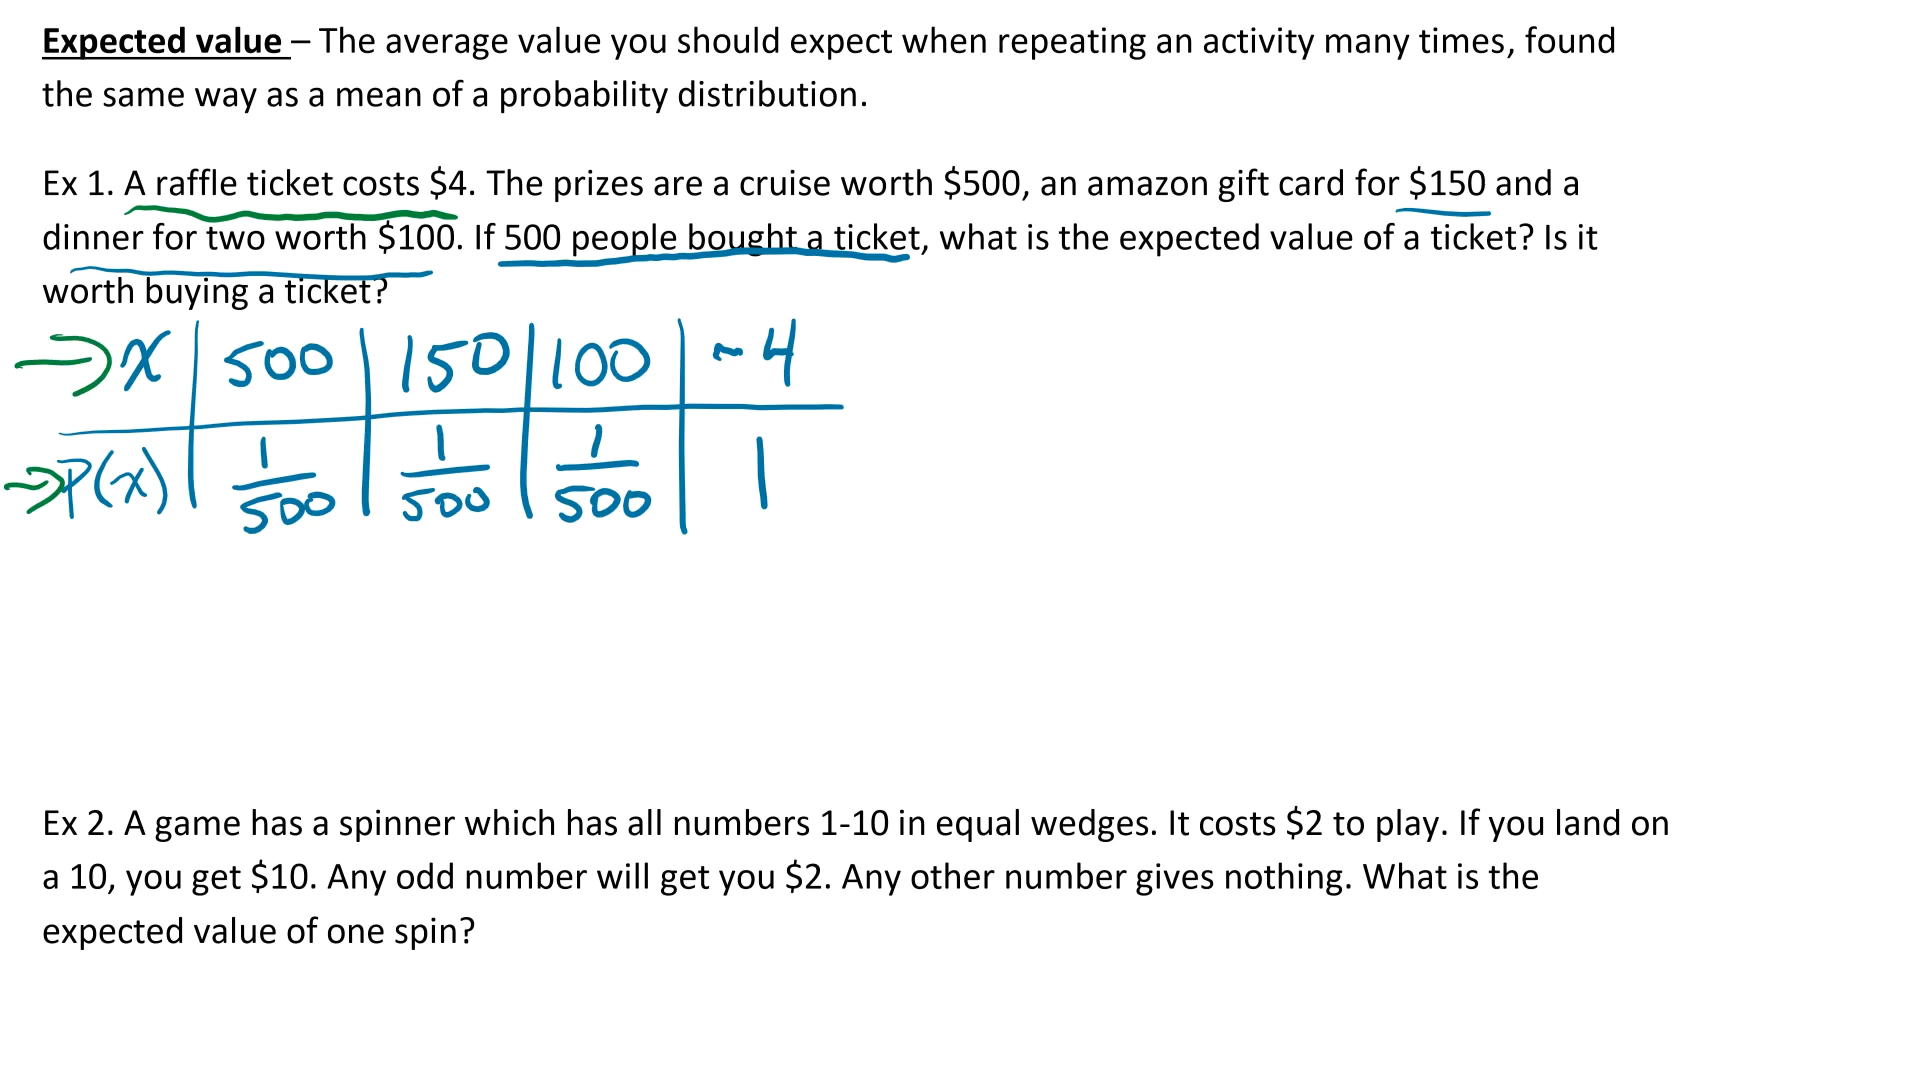 Expected value – The average value you should expect when repeating an activity many times, found
the same way as a mean of a probability distribution.
Ex 1. A raffle ticket costs $4. The prizes are a cruise worth $500, an amazon gift card for $150 and a
dinner for two worth $100. If 500 people bought a ticket, what is the expected value of a ticket? Is it
worth buying a ticket?
x 500 150 100 -4
P(x) 1/500 1/500 1/500 1
Ex 2. A game has a spinner which has all numbers 1-10 in equal wedges. It costs $2 to play. If you land on
a 10, you get $10. Any odd number will get you $2. Any other number gives nothing. What is the
expected value of one spin?